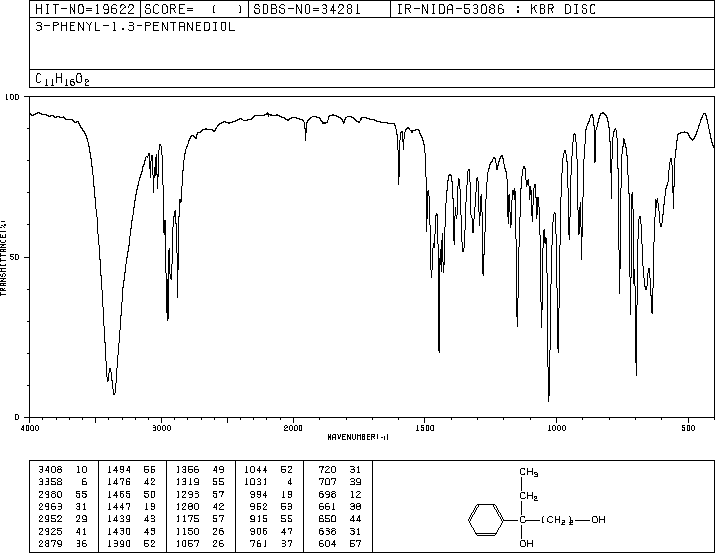 HIT-NO=19622 SCORE= ( ) SDBS-NO=34281 IR-NIDA-53086 : KBR DISC
3-PHENYL-1,3-PENTANEDIOL
C11H16O2
100
50
0
TRANSMITTANCE(%)
4000 3000 2000 1500 1000 500
WAVENUMBER(-1)
3408 10 1494 56 1366 49 1044 52 720 31
3358 6 1476 42 1319 55 1031 4 707 39
2980 55 1465 50 1293 57 994 19 698 12
2963 31 1447 19 1280 42 952 53 661 38
2952 29 1439 43 1175 57 915 55 650 44
2925 41 1430 49 1150 26 906 47 638 31
2879 36 1390 52 1057 26 761 37 604 57
CH3
CH2
C (CH2)2 OH
OH